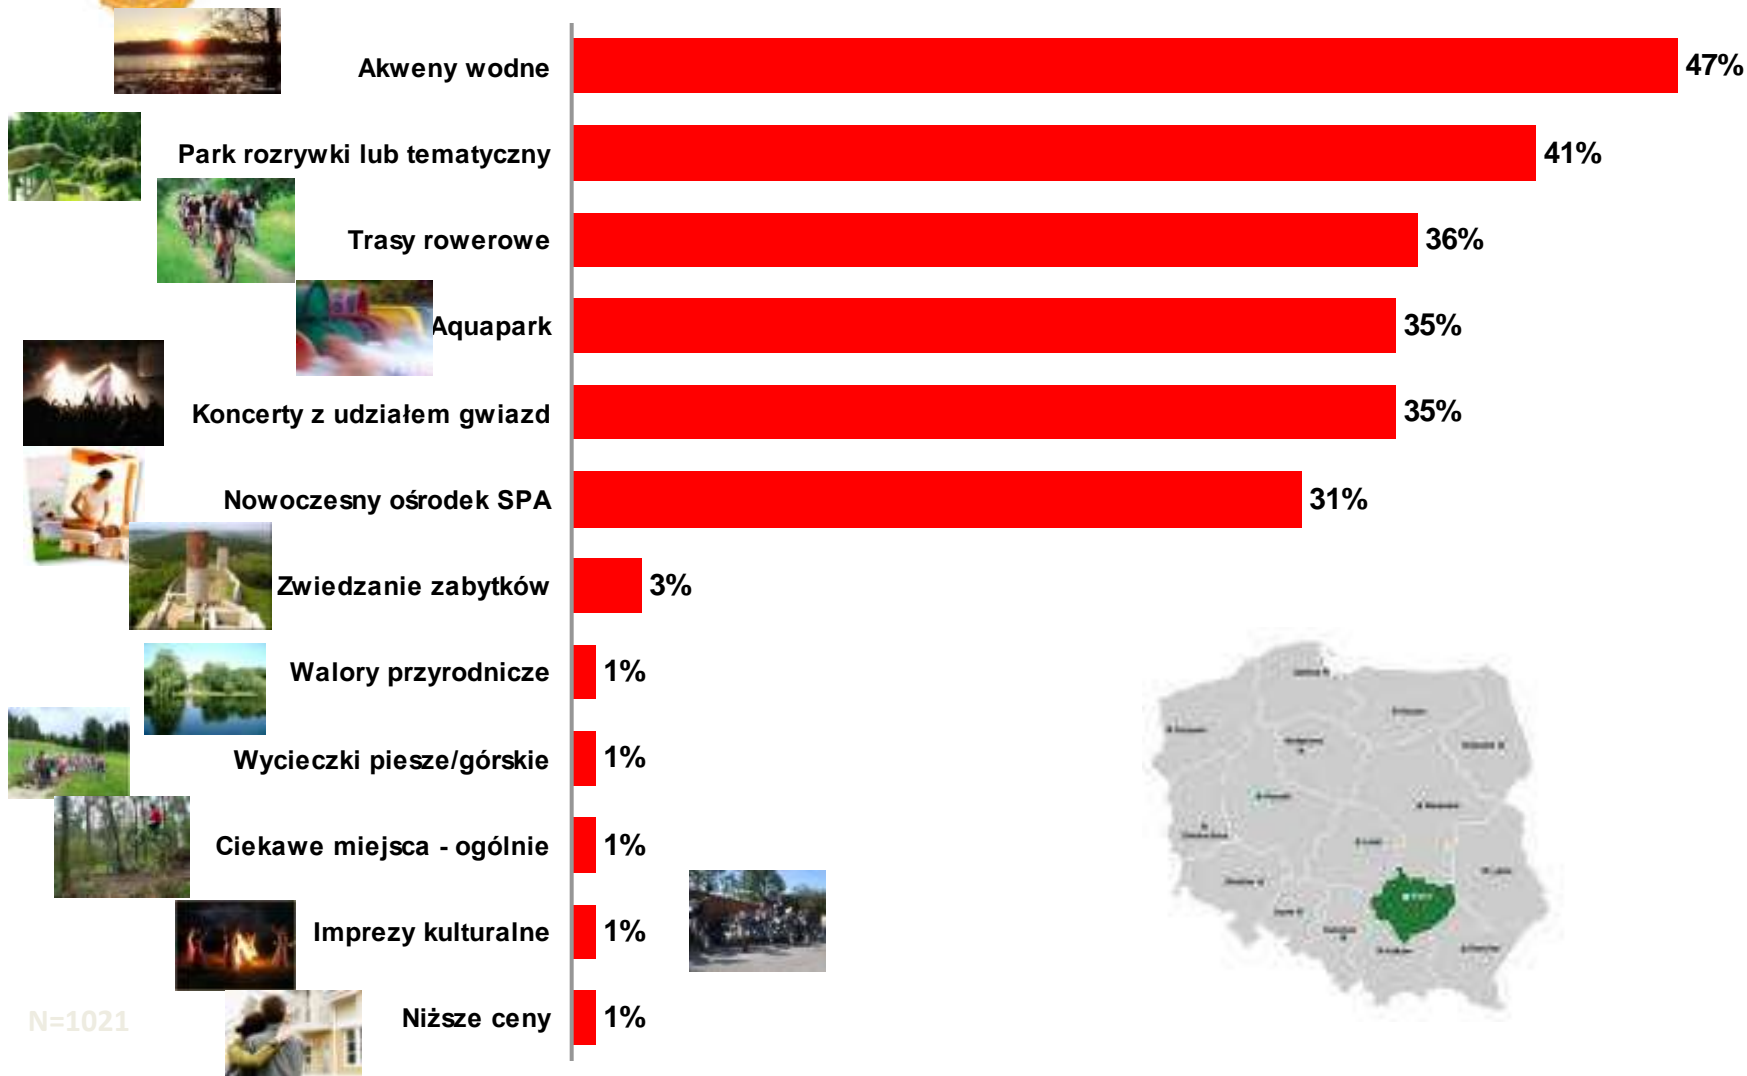 Akweny wodne 47%
Park rozrywki lub tematyczny 41%
Trasy rowerowe 36%
Aquapark 35%
Koncerty z udziałem gwiazd 35%
Nowoczesny ośrodek SPA 31%
Zwiedzanie zabytków 3%
Walory przyrodnicze 1%
Wycieczki piesze/górskie 1%
Ciekawe miejsca - ogólnie 1%
Imprezy kulturalne 1%
Niższe ceny 1%
N=1021